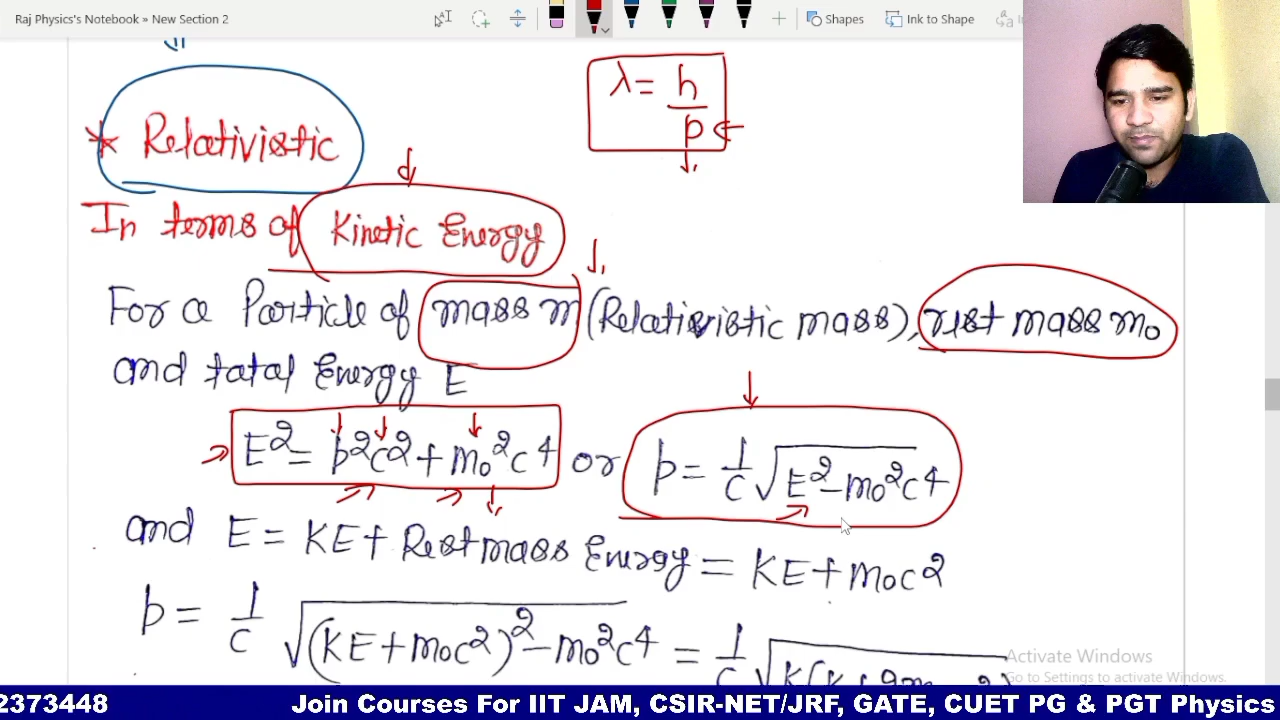 Raj Physics's Notebook » New Section 2
Shapes
Ink to Shape
λ = h/p
* Relativistic
In terms of Kinetic Energy
For a Particle of mass m (Relativistic mass), rest mass m₀
and tatal Energy E
E² = p²c² + m₀²c⁴ or p = 1/c √E² − m₀²c⁴
and E = KE + Rest mass Energy = KE + m₀c²
p = 1/c √(KE + m₀c²)² − m₀²c⁴ = 1/c
Activate Windows
Go to Settings to activate Windows.
2373448 Join Courses For IIT JAM, CSIR-NET/JRF, GATE, CUET PG & PGT Physics